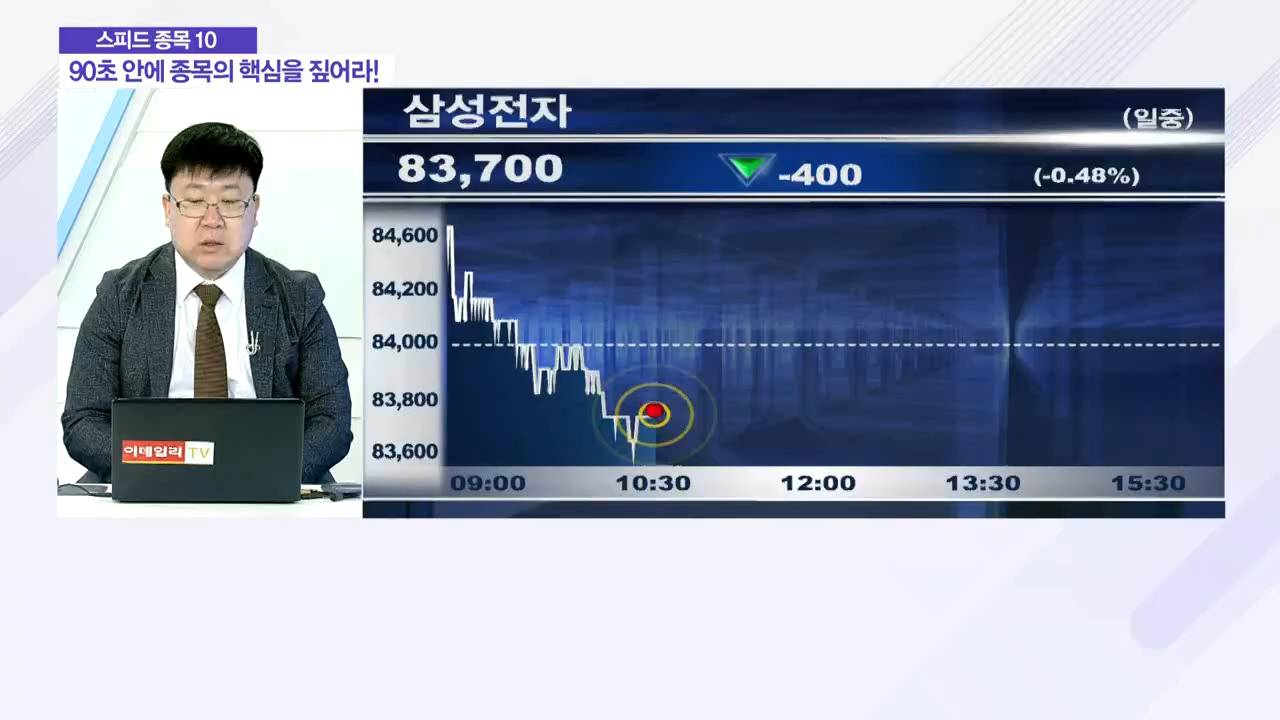 스피드 종목 10
90초 안에 종목의 핵심을 짚어라!
삼성전자
(일중)
83,700
-400
(-0.48%)
84,600
84,200
84,000
83,800
83,600
09:00
10:30
12:00
13:30
15:30
이데일리 TV